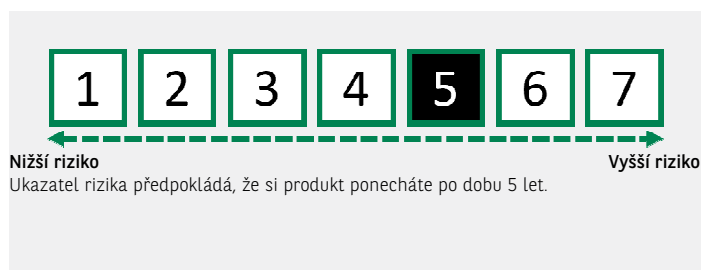 1 2 3 4 5 6 7
Nižší riziko Vyšší riziko
Ukazatel rizika předpokládá, že si produkt ponecháte po dobu 5 let.